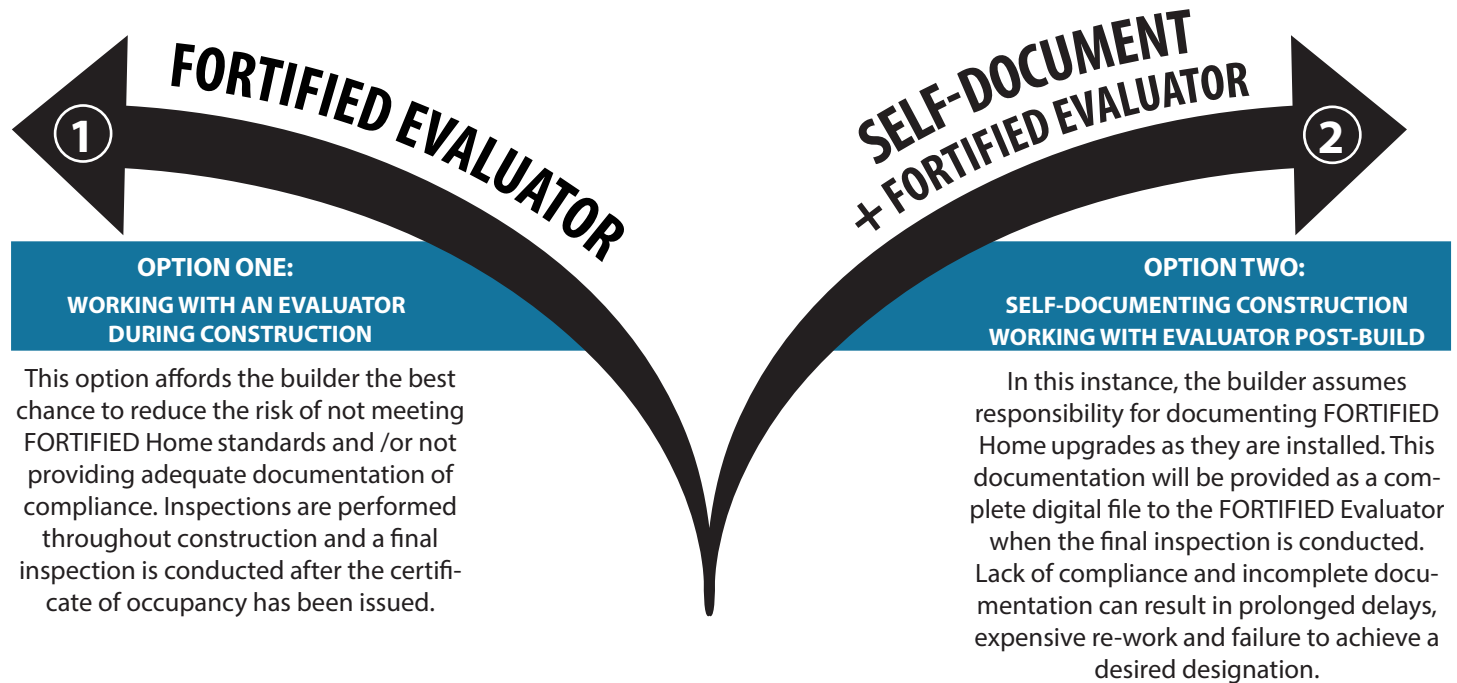 1
FORTIFIED EVALUATOR
OPTION ONE:
WORKING WITH AN EVALUATOR
DURING CONSTRUCTION
This option affords the builder the best
chance to reduce the risk of not meeting
FORTIFIED Home standards and /or not
providing adequate documentation of
compliance. Inspections are performed
throughout construction and a final
inspection is conducted after the certifi-
cate of occupancy has been issued.
SELF-DOCUMENT
+ FORTIFIED EVALUATOR
2
OPTION TWO:
SELF-DOCUMENTING CONSTRUCTION
WORKING WITH EVALUATOR POST-BUILD
In this instance, the builder assumes
responsibility for documenting FORTIFIED
Home upgrades as they are installed. This
documentation will be provided as a com-
plete digital file to the FORTIFIED Evaluator
when the final inspection is conducted.
Lack of compliance and incomplete docu-
mentation can result in prolonged delays,
expensive re-work and failure to achieve a
desired designation.